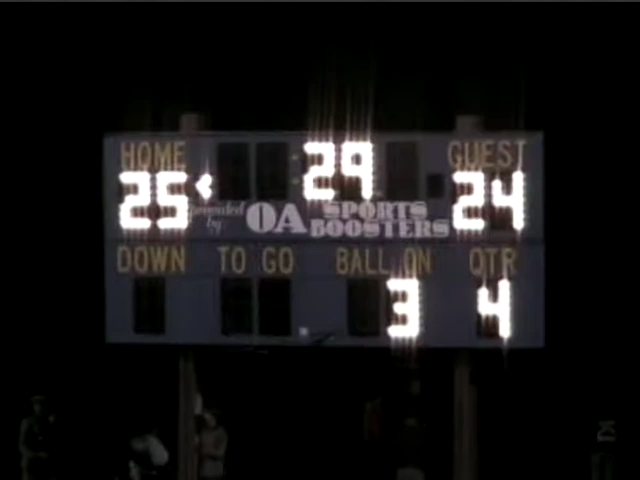 HOME :29 GUEST
25 24
presented by OA SPORTS BOOSTERS
DOWN TO GO BALL ON QTR
3 4